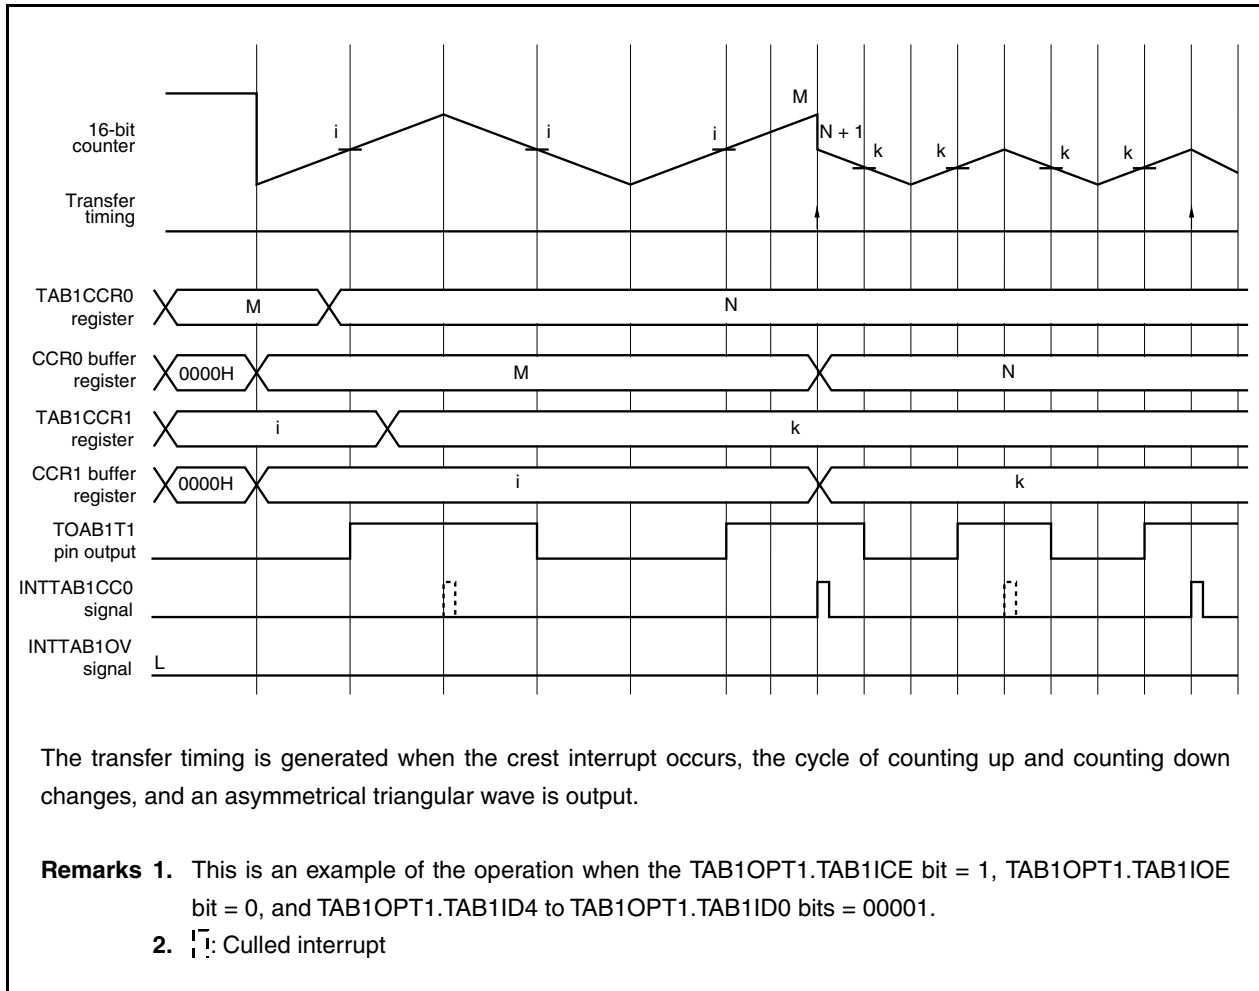 M
16-bit
counter
i
i
i
N + 1
k
k
k
k
Transfer
timing
TAB1CCR0
register
M
N
CCR0 buffer
register
0000H
M
N
TAB1CCR1
register
i
k
CCR1 buffer
register
0000H
i
k
TOAB1T1
pin output
INTTAB1CC0
signal
INTTAB1OV
signal
L
The transfer timing is generated when the crest interrupt occurs, the cycle of counting up and counting down
changes, and an asymmetrical triangular wave is output.
Remarks 1. This is an example of the operation when the TAB1OPT1.TAB1ICE bit = 1, TAB1OPT1.TAB1IOE
bit = 0, and TAB1OPT1.TAB1ID4 to TAB1OPT1.TAB1ID0 bits = 00001.
2. : Culled interrupt